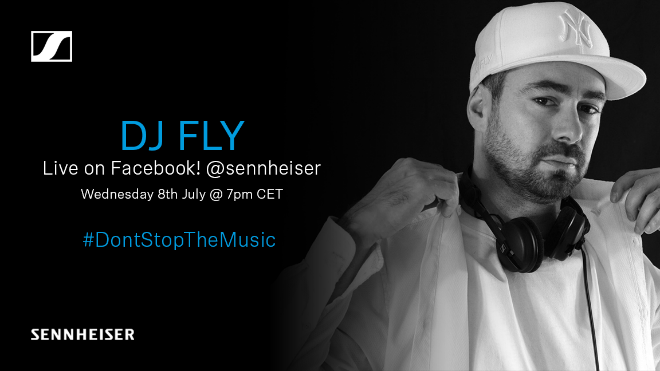 DJ FLY
Live on Facebook! @sennheiser
Wednesday 8th July @ 7pm CET
#DontStopTheMusic
SENNHEISER
NY